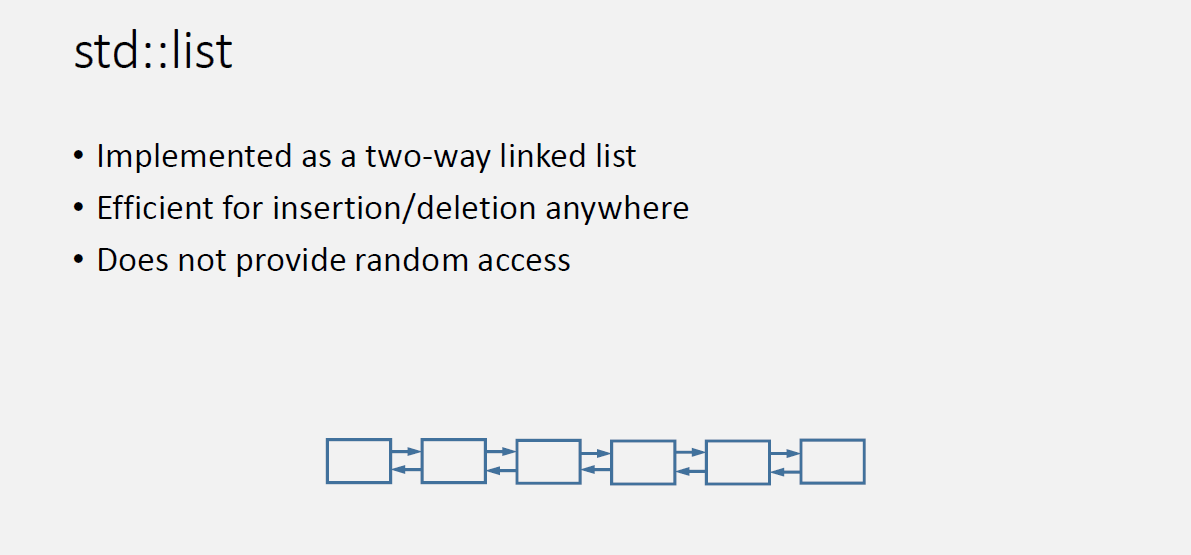 std::list
• Implemented as a two-way linked list
• Efficient for insertion/deletion anywhere
• Does not provide random access